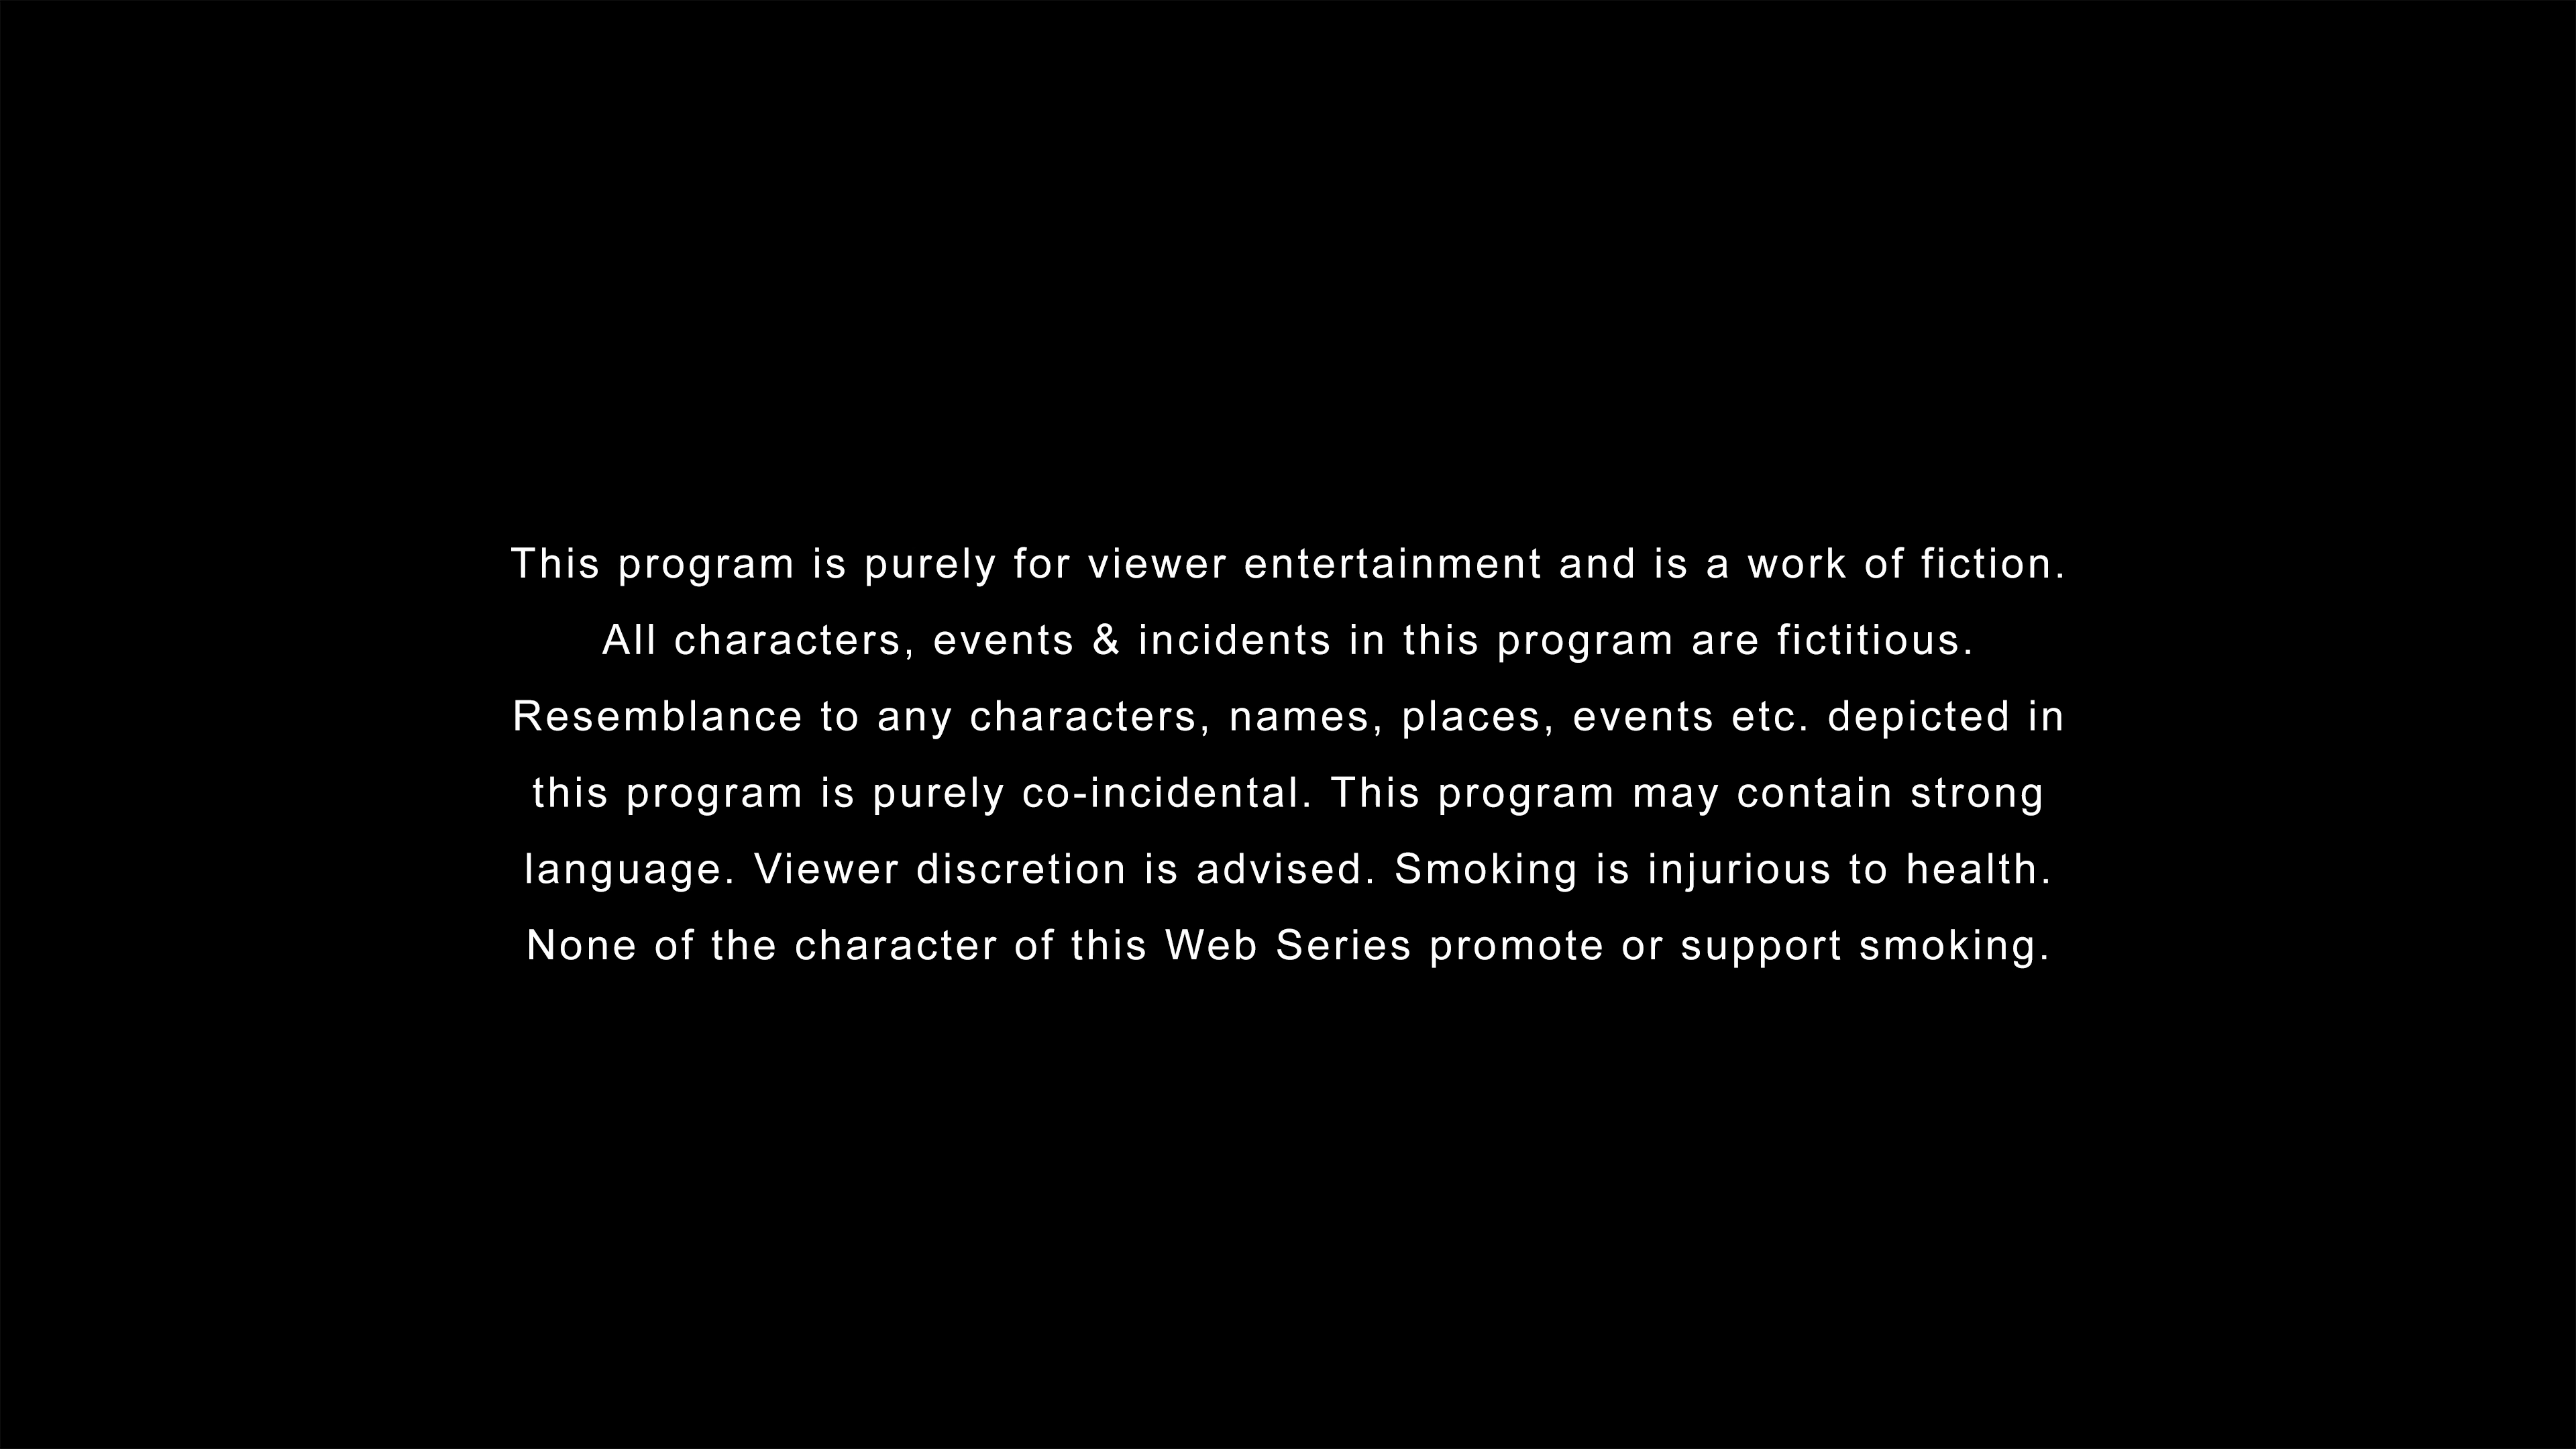 This program is purely for viewer entertainment and is a work of fiction.
All characters, events & incidents in this program are fictitious.
Resemblance to any characters, names, places, events etc. depicted in
this program is purely co-incidental. This program may contain strong
language. Viewer discretion is advised. Smoking is injurious to health.
None of the character of this Web Series promote or support smoking.